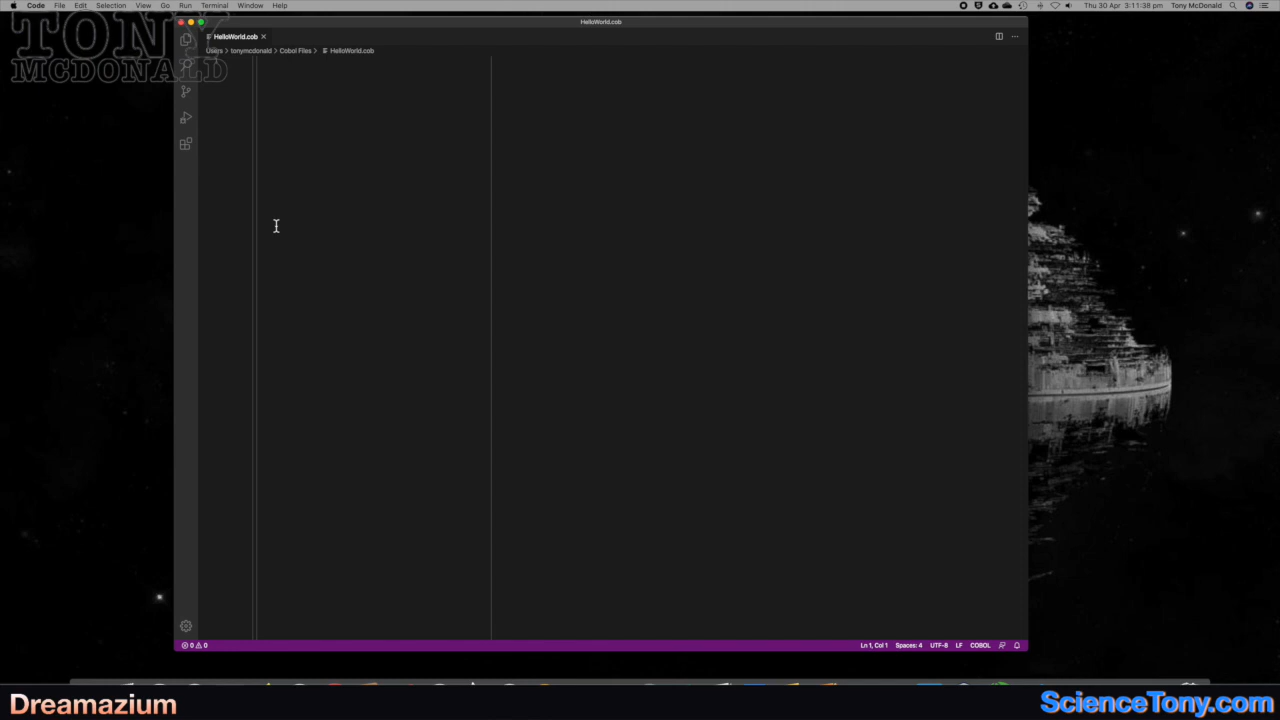 Code File Edit Selection View Go Run Terminal Window Help Thu 30 Apr 3:11:38 pm Tony McDonald
TONY
MCDONALD
HelloWorld.cob
HelloWorld.cob
Users > tonymcdonald > Cobol Files > HelloWorld.cob
0 0 Ln 1, Col 1 Spaces: 4 UTF-8 LF COBOL
Dreamazium
ScienceTony.com